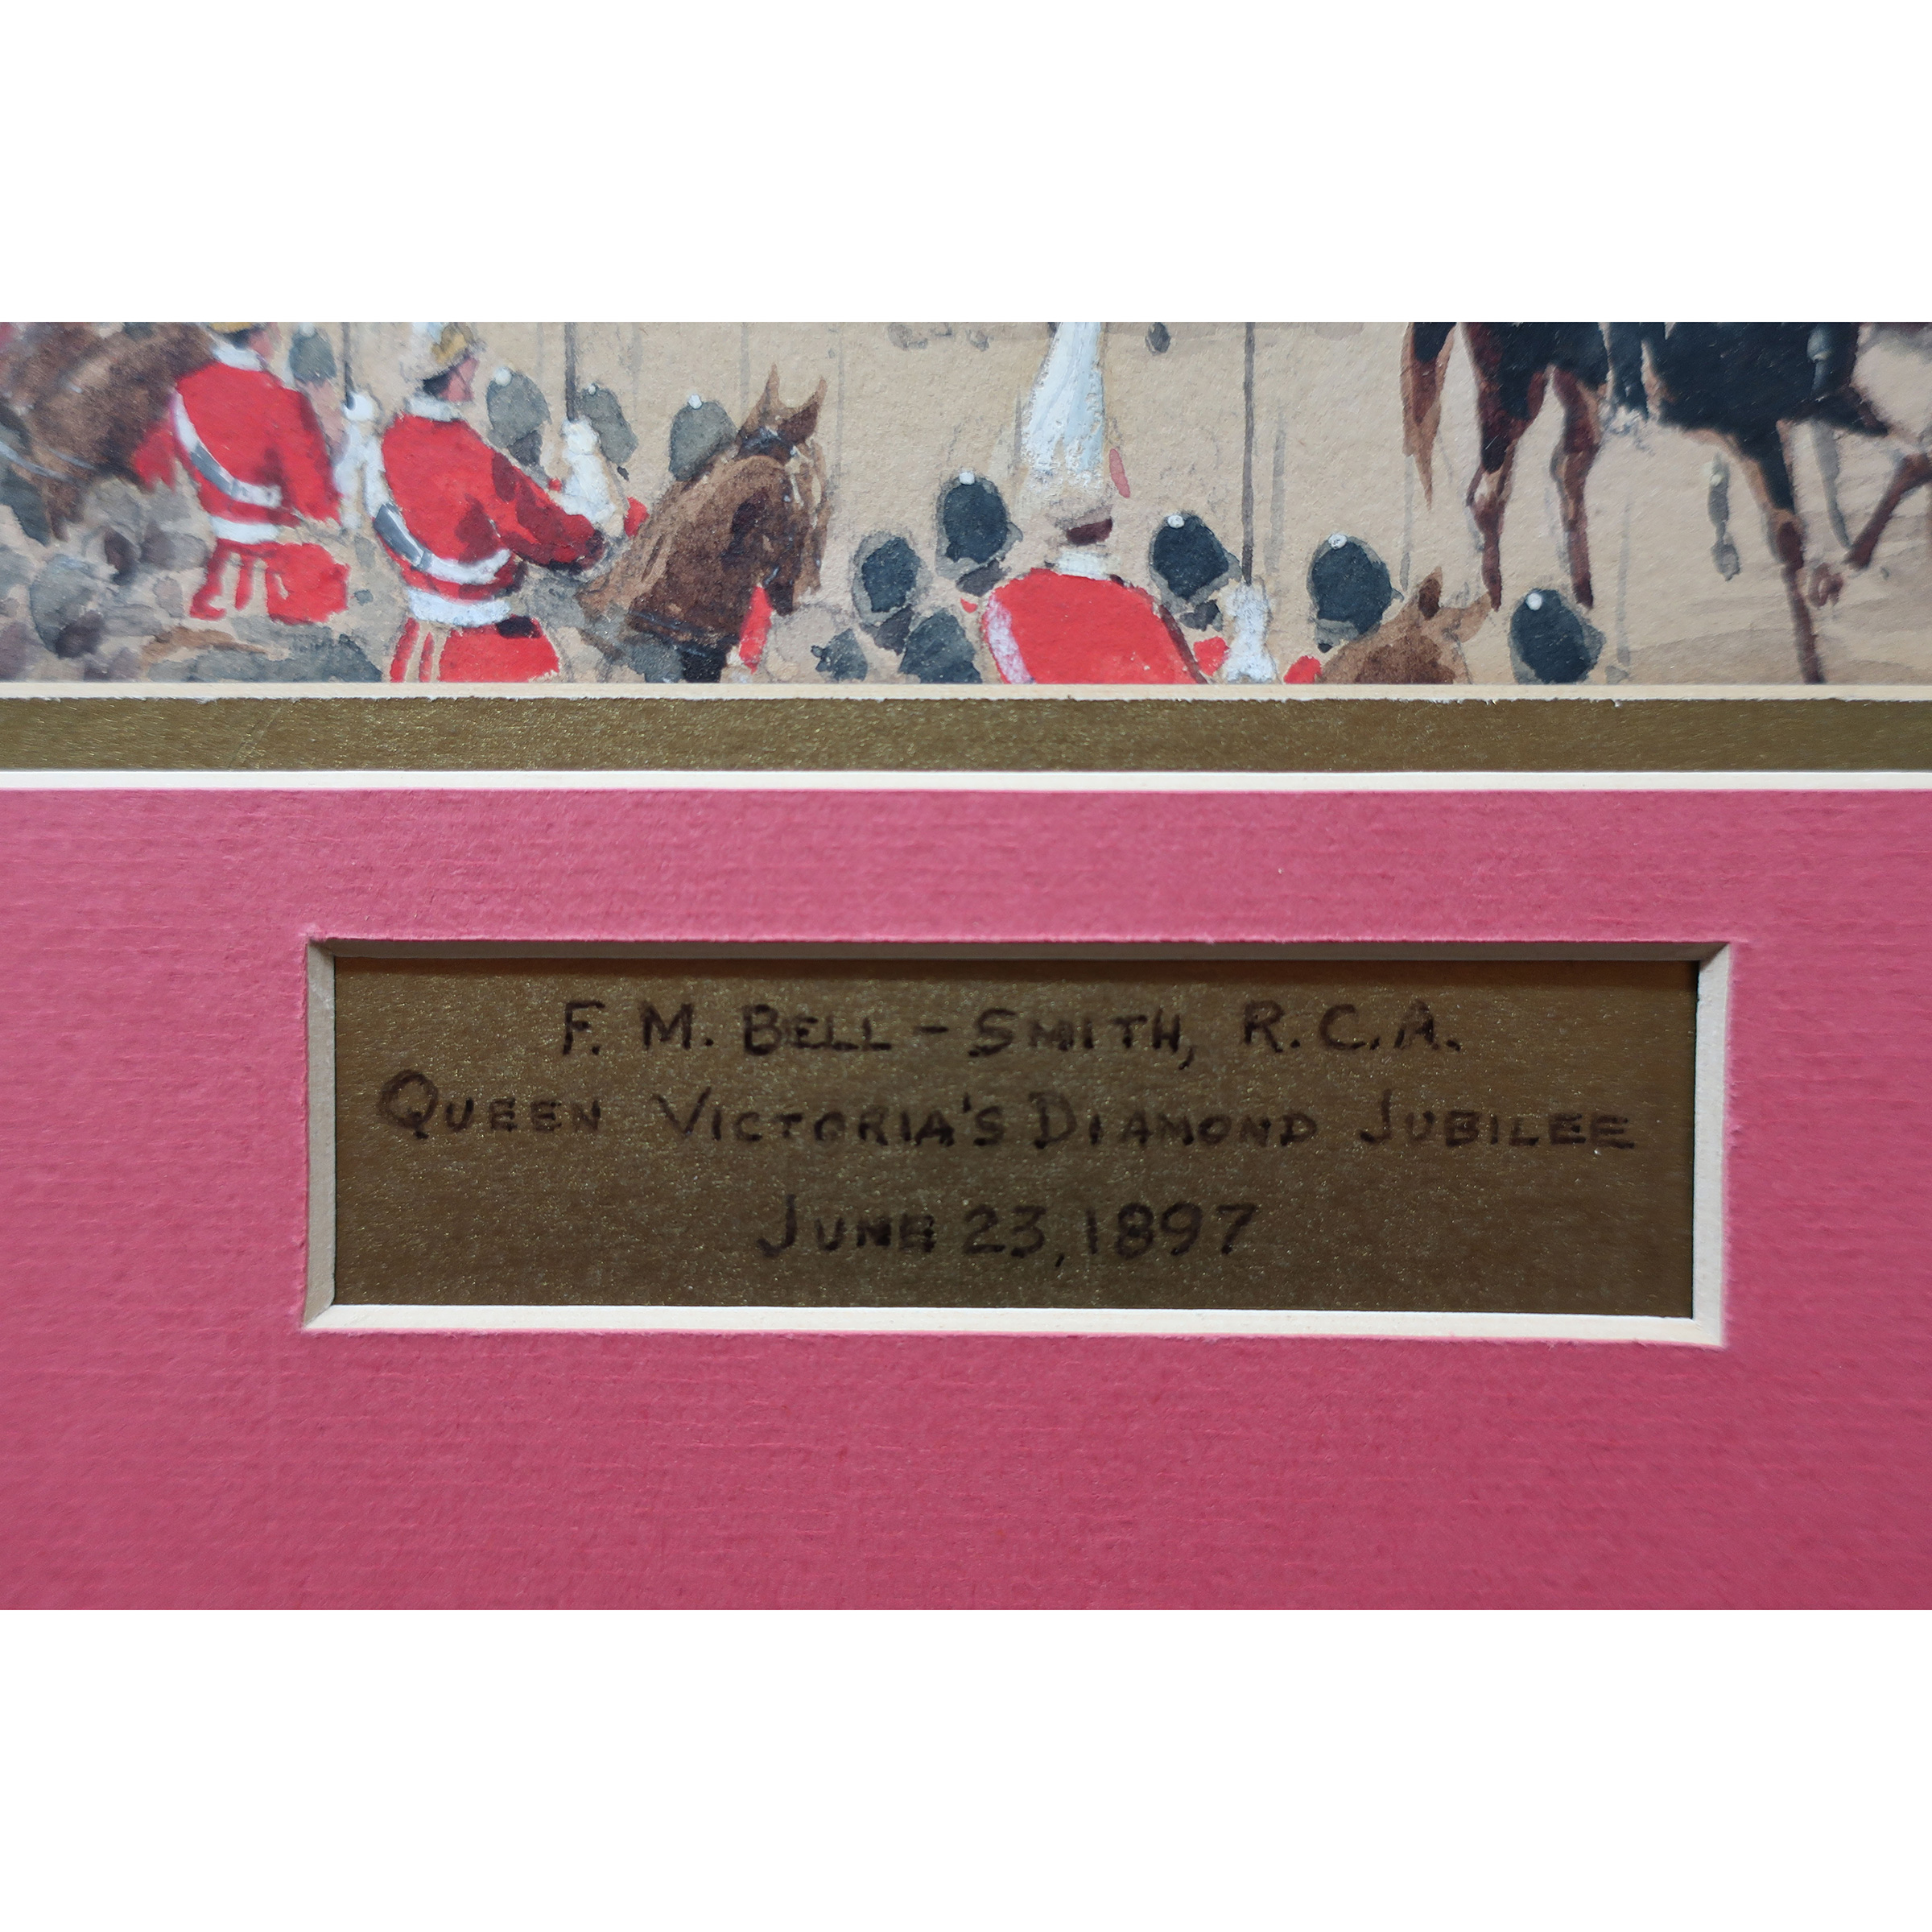 F. M. BELL-SMITH, R.C.A.
QUEEN VICTORIA'S DIAMOND JUBILEE
JUNE 23, 1897